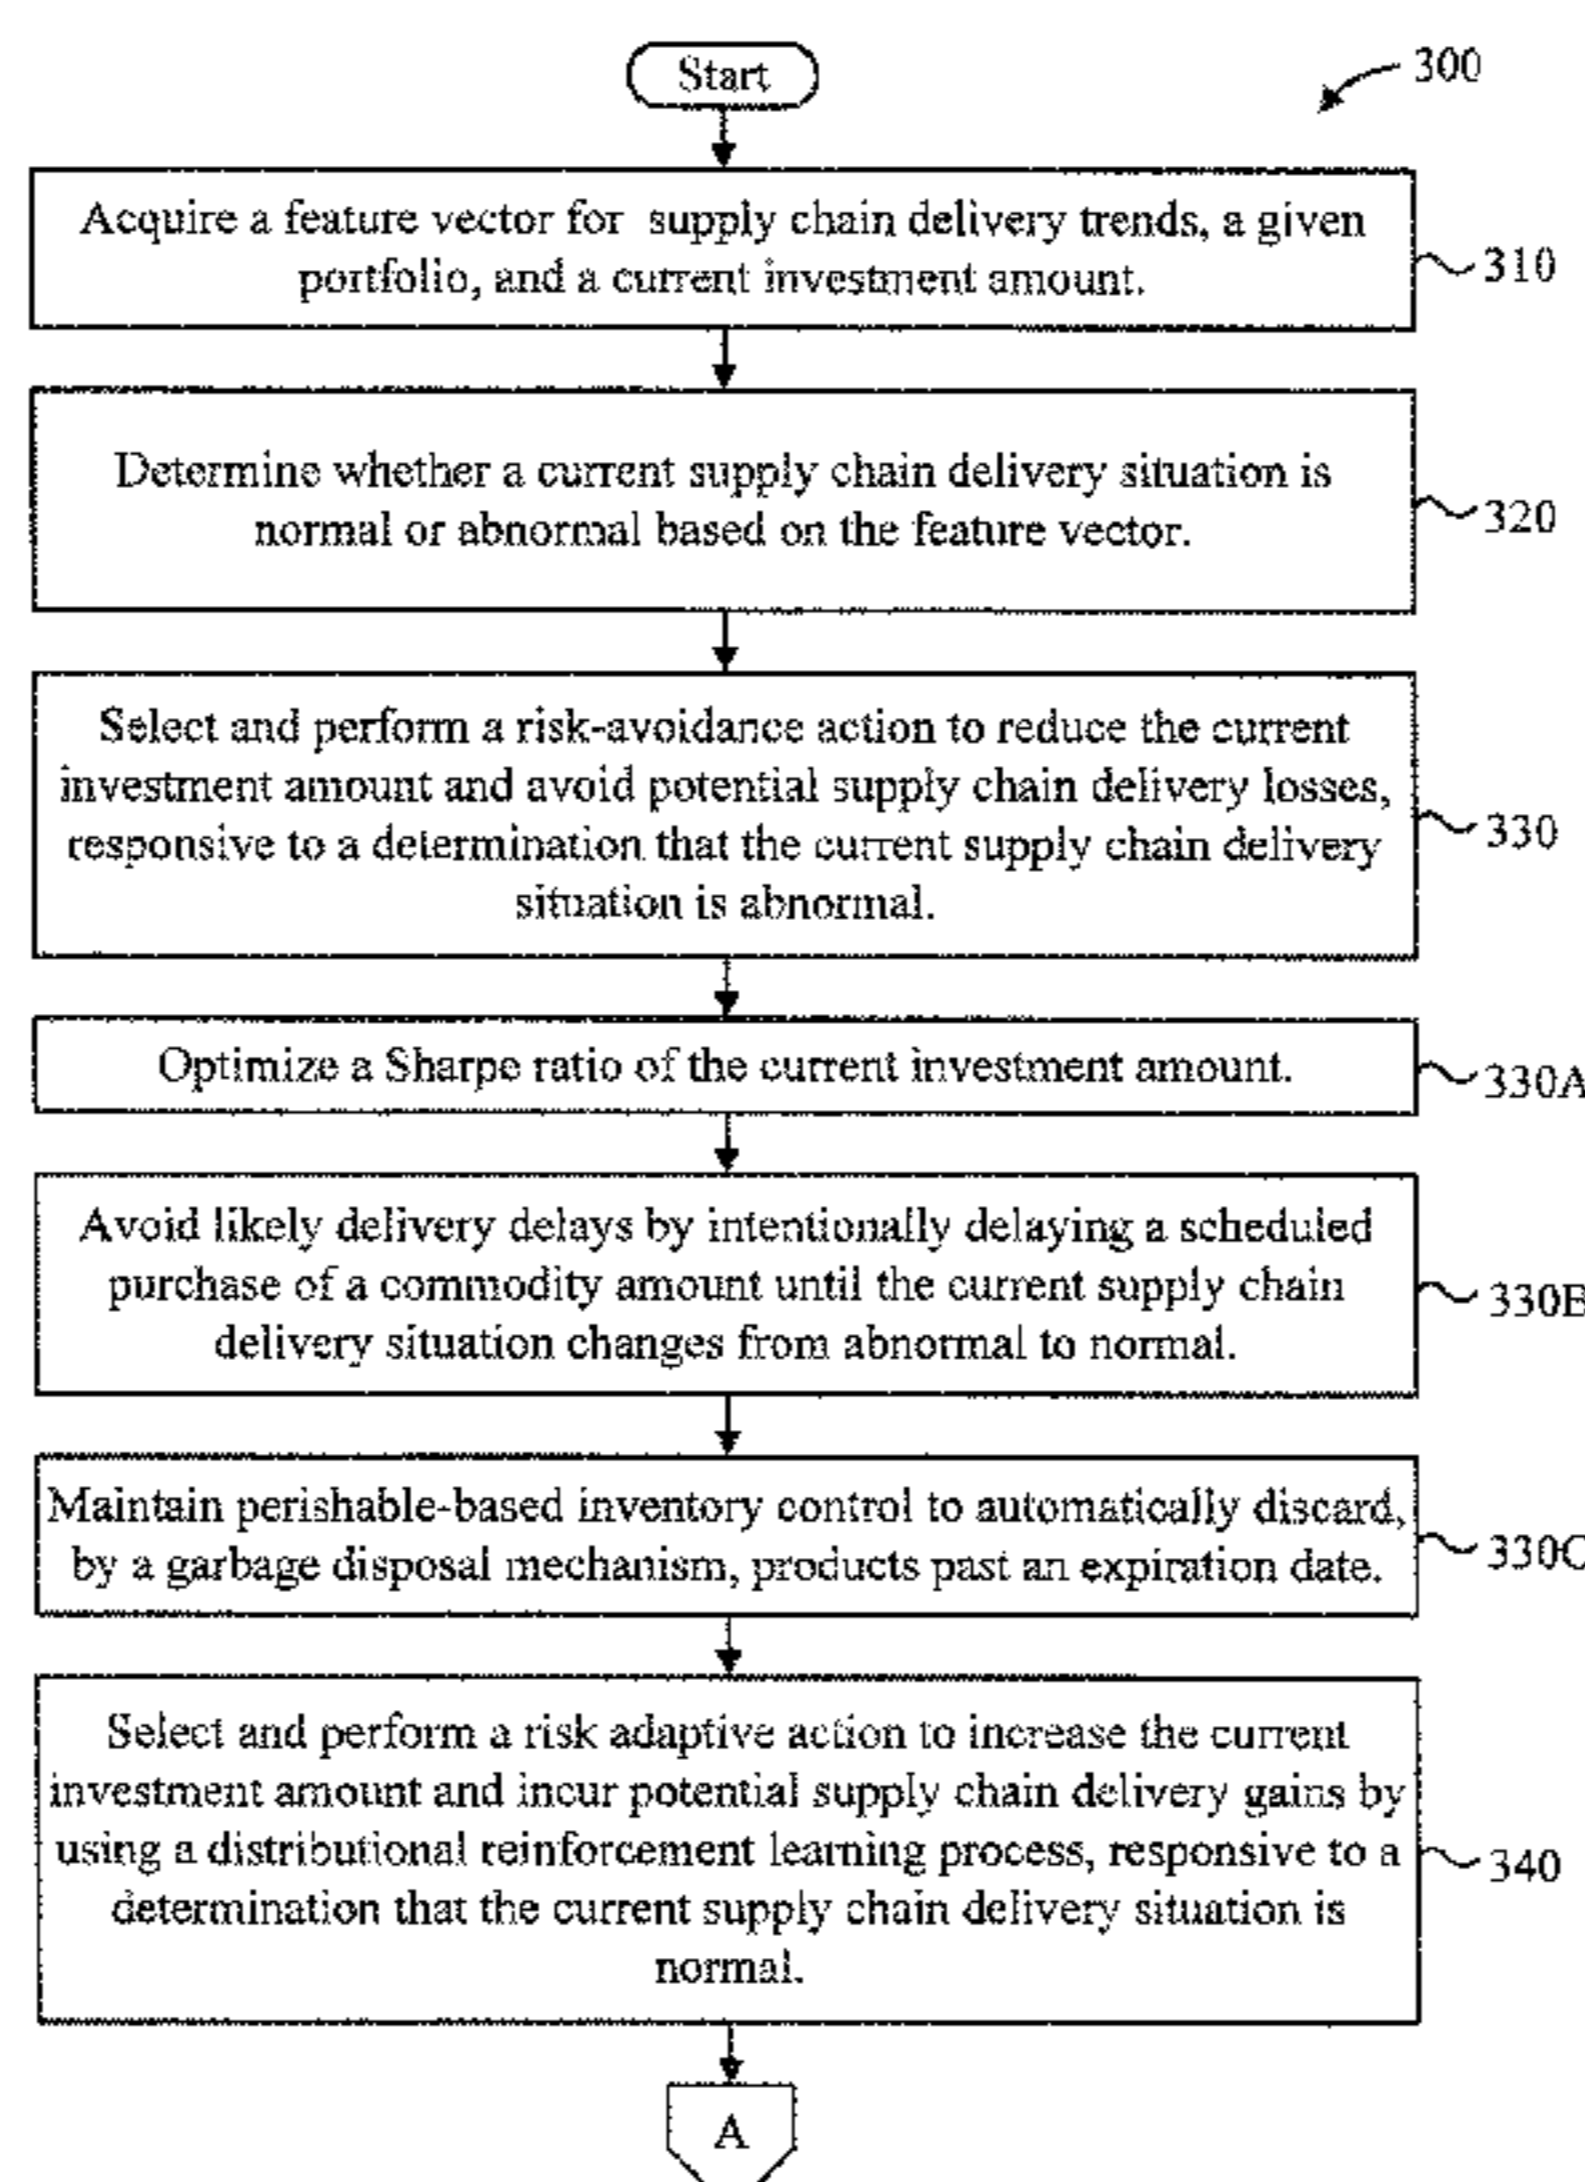 Start
300
Acquire a feature vector for supply chain delivery trends, a given
portfolio, and a current investment amount.
310
Determine whether a current supply chain delivery situation is
normal or abnormal based on the feature vector.
320
Select and perform a risk-avoidance action to reduce the current
investment amount and avoid potential supply chain delivery losses,
responsive to a determination that the current supply chain delivery
situation is abnormal.
330
Optimize a Sharpe ratio of the current investment amount.
330A
Avoid likely delivery delays by intentionally delaying a scheduled
purchase of a commodity amount until the current supply chain
delivery situation changes from abnormal to normal.
330B
Maintain perishable-based inventory control to automatically discard,
by a garbage disposal mechanism, products past an expiration date.
330C
Select and perform a risk adaptive action to increase the current
investment amount and incur potential supply chain delivery gains by
using a distributional reinforcement learning process, responsive to a
determination that the current supply chain delivery situation is
normal.
340
A